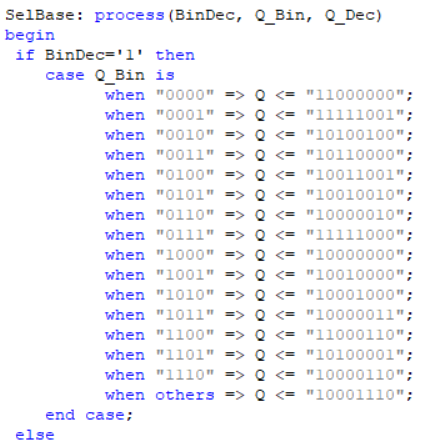 SelBase: process(BinDec, Q_Bin, Q_Dec)
begin
if BinDec='1' then
case Q_Bin is
when "0000" => Q <= "11000000";
when "0001" => Q <= "11111001";
when "0010" => Q <= "10100100";
when "0011" => Q <= "10110000";
when "0100" => Q <= "10011001";
when "0101" => Q <= "10010010";
when "0110" => Q <= "10000010";
when "0111" => Q <= "11111000";
when "1000" => Q <= "10000000";
when "1001" => Q <= "10010000";
when "1010" => Q <= "10001000";
when "1011" => Q <= "10000011";
when "1100" => Q <= "11000110";
when "1101" => Q <= "10100001";
when "1110" => Q <= "10000110";
when others => Q <= "10001110";
end case;
else